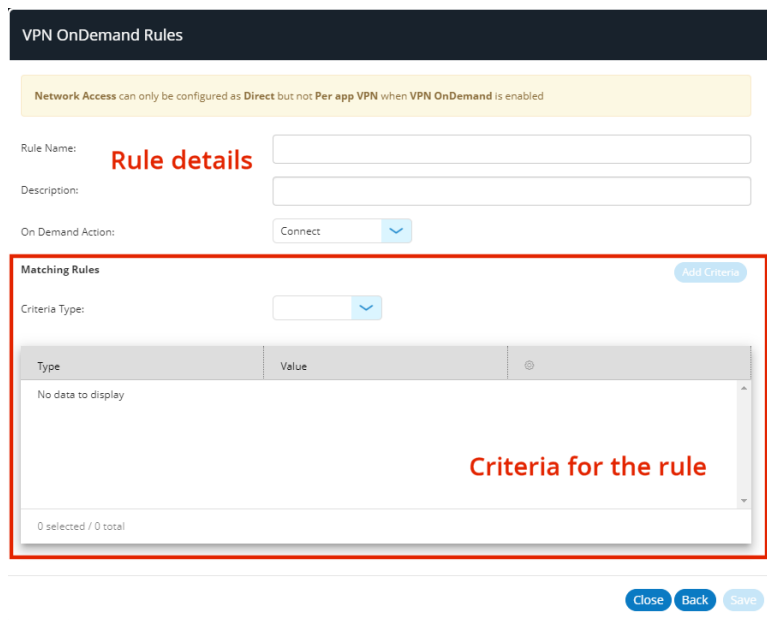 VPN OnDemand Rules
Network Access can only be configured as Direct but not Per app VPN when VPN OnDemand is enabled
Rule Name:
Rule details
Description:
On Demand Action:
Connect
Matching Rules
Add Criteria
Criteria Type:
Type
Value
No data to display
Criteria for the rule
0 selected / 0 total
Close
Back
Save